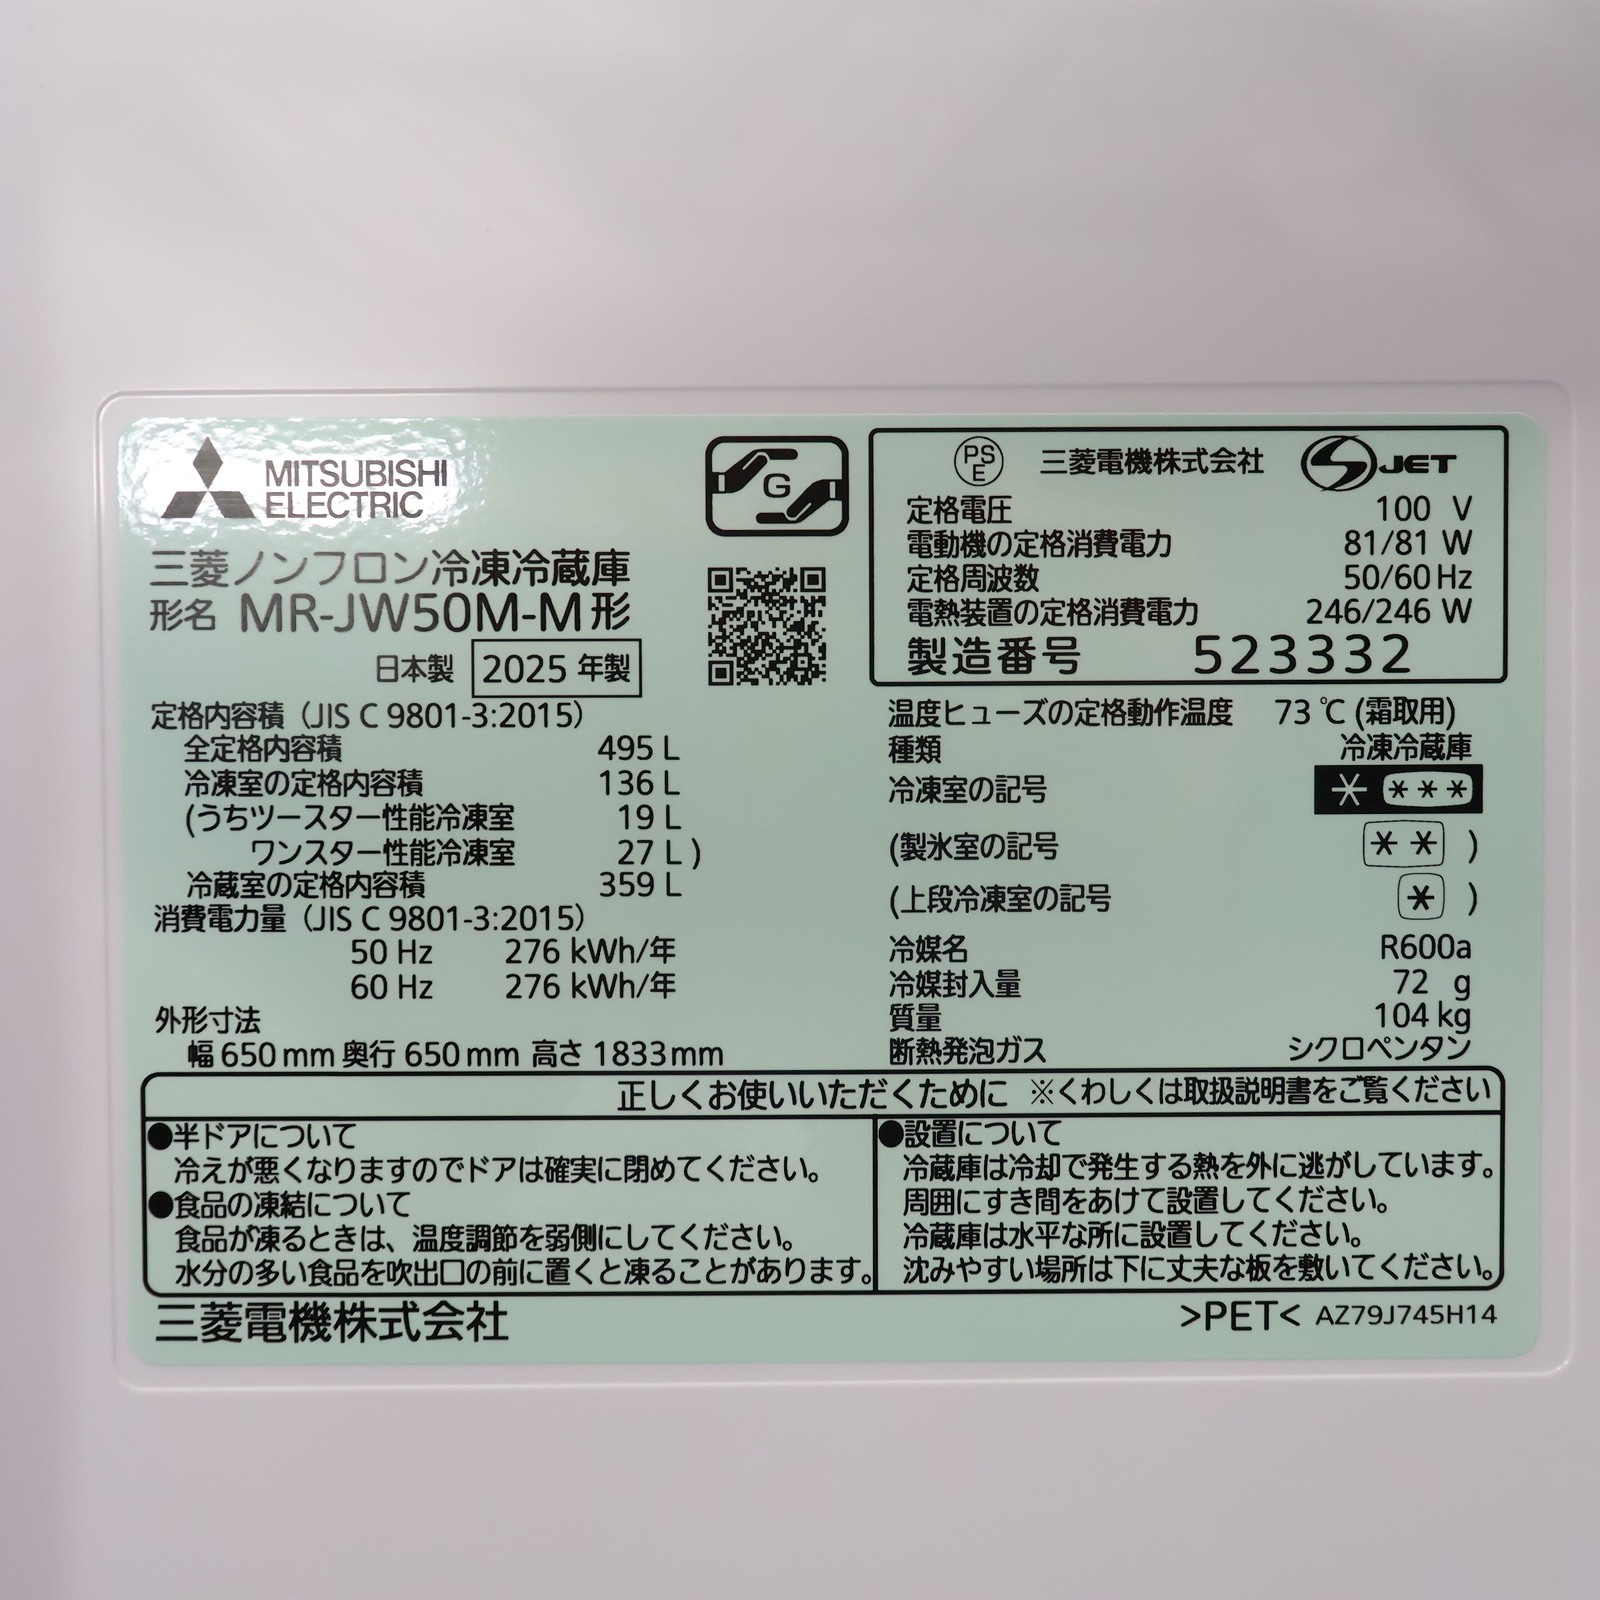 MITSUBISHI
ELECTRIC
G
三菱ノンフロン冷凍冷蔵庫
形名 MR-JW50M-M形
日本製 2025 年製
定格内容積（JIS C 9801-3:2015）
全定格内容積 495 L
冷凍室の定格内容積 136 L
(うちツースター性能冷凍室 19 L
ワンスター性能冷凍室 27 L )
冷蔵室の定格内容積 359 L
消費電力量（JIS C 9801-3:2015）
50 Hz 276 kWh/年
60 Hz 276 kWh/年
外形寸法
幅 650 mm 奥行 650 mm 高さ 1833 mm
PS
E
三菱電機株式会社 S JET
定格電圧 100 V
電動機の定格消費電力 81/81 W
定格周波数 50/60 Hz
電熱装置の定格消費電力 246/246 W
製造番号 523332
温度ヒューズの定格動作温度 73 ℃ (霜取用)
種類 冷凍冷蔵庫
冷凍室の記号 * ***
(製氷室の記号 ** )
(上段冷凍室の記号 * )
冷媒名 R600a
冷媒封入量 72 g
質量 104 kg
断熱発泡ガス シクロペンタン
正しくお使いいただくために ※くわしくは取扱説明書をご覧ください
●半ドアについて
冷えが悪くなりますのでドアは確実に閉めてください。
●食品の凍結について
食品が凍るときは、温度調節を弱側にしてください。
水分の多い食品を吹出口の前に置くと凍ることがあります。
●設置について
冷蔵庫は冷却で発生する熱を外に逃がしています。
周囲にすき間をあけて設置してください。
冷蔵庫は水平な所に設置してください。
沈みやすい場所は下に丈夫な板を敷いてください。
三菱電機株式会社
>PET< AZ79J745H14